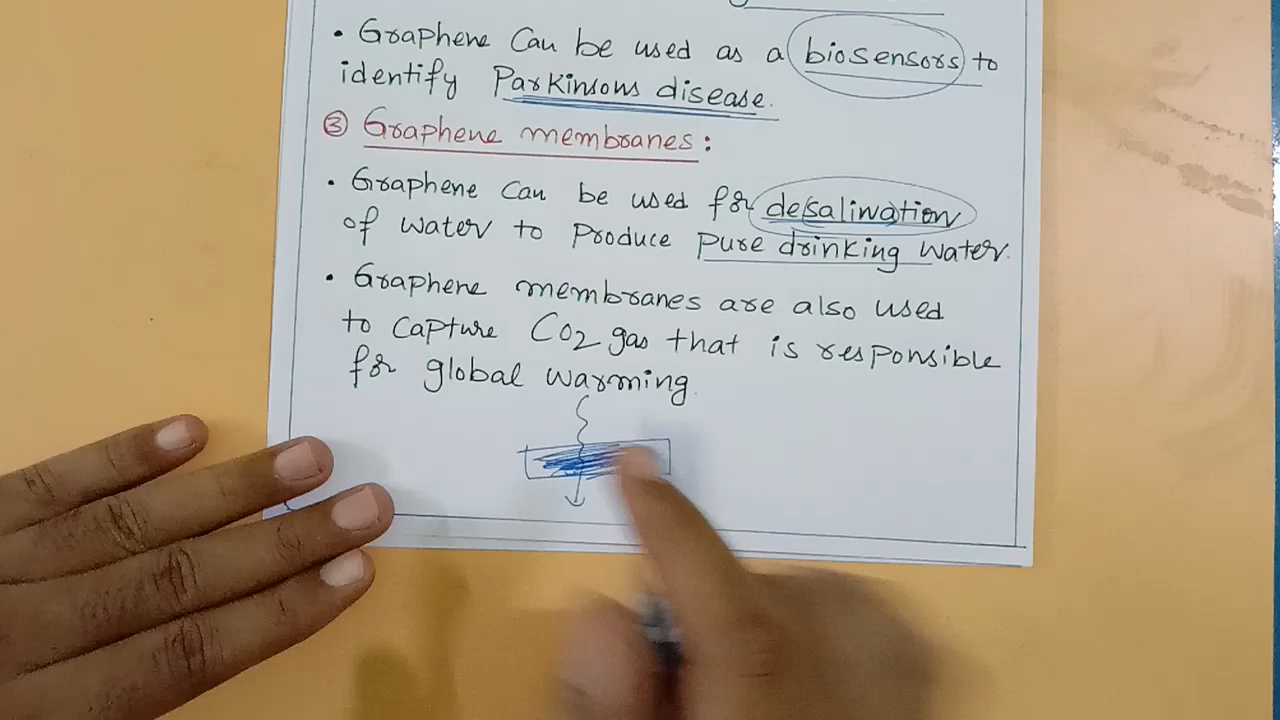 • Graphene Can be used as a biosensors to
identify Parkinsons disease.
③ Graphene membranes:
• Graphene can be used for desalination
of water to produce pure drinking water.
• Graphene membranes are also used
to capture CO2 gas that is responsible
for global warming.